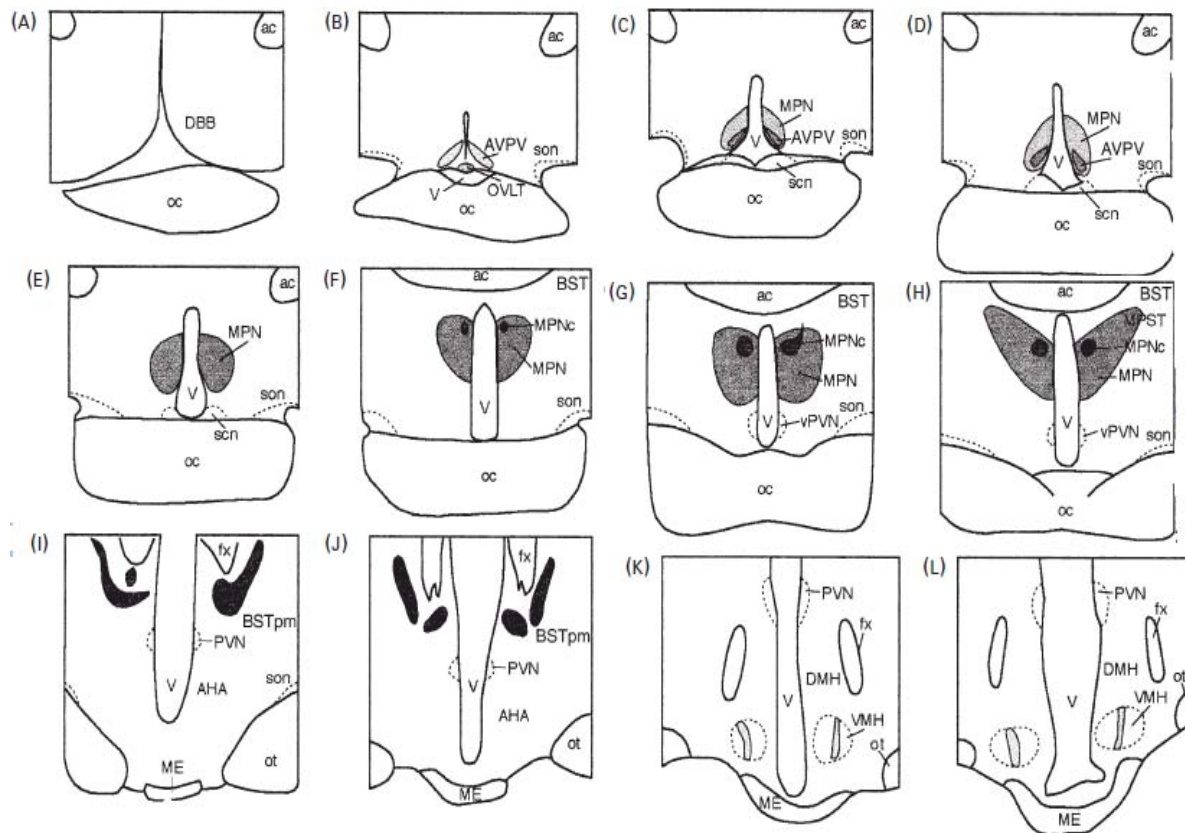 (A)
ac
DBB
oc
(B)
ac
AVPV
son
OVLT
V
oc
(C)
ac
MPN
AVPV
son
V
scn
oc
(D)
ac
MPN
AVPV
son
V
scn
oc
(E)
ac
MPN
V
son
scn
oc
(F)
ac
BST
MPNc
MPN
V
son
oc
(G)
ac
BST
MPNc
MPN
V
son
vPVN
oc
(H)
ac
BST
MPST
MPNc
MPN
V
vPVN
son
oc
(I)
fx
BSTpm
PVN
V
AHA
son
ME
ot
(J)
fx
BSTpm
PVN
V
AHA
ot
ME
(K)
PVN
fx
DMH
V
VMH
ot
ME
(L)
PVN
fx
DMH
ot
V
VMH
ME